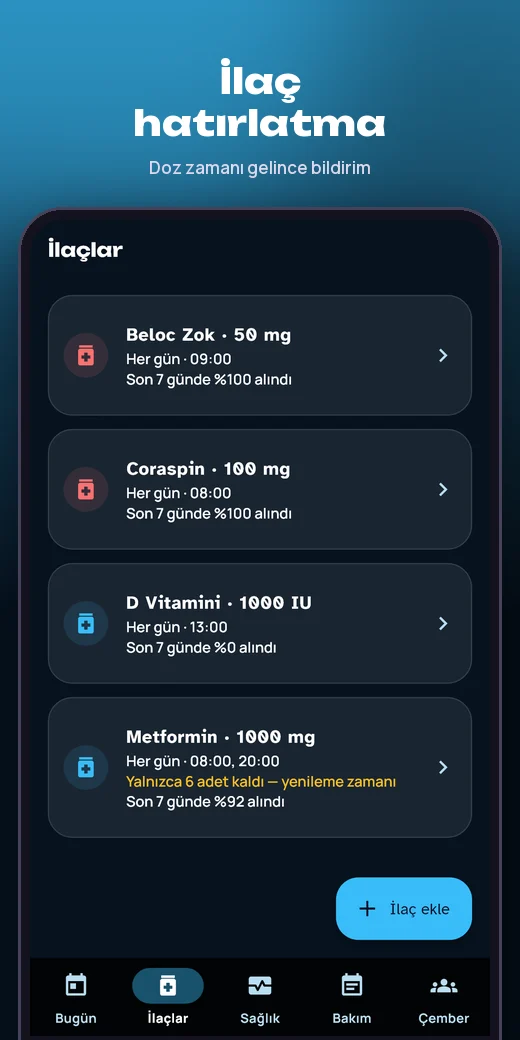 İlaç
hatırlatma
Doz zamanı gelince bildirim
İlaçlar
Beloc Zok · 50 mg
Her gün · 09:00
Son 7 günde %100 alındı
Coraspin · 100 mg
Her gün · 08:00
Son 7 günde %100 alındı
D Vitamini · 1000 IU
Her gün · 13:00
Son 7 günde %0 alındı
Metformin · 1000 mg
Her gün · 08:00, 20:00
Yalnızca 6 adet kaldı — yenileme zamanı
Son 7 günde %92 alındı
İlaç ekle
Bugün
İlaçlar
Sağlık
Bakım
Çember